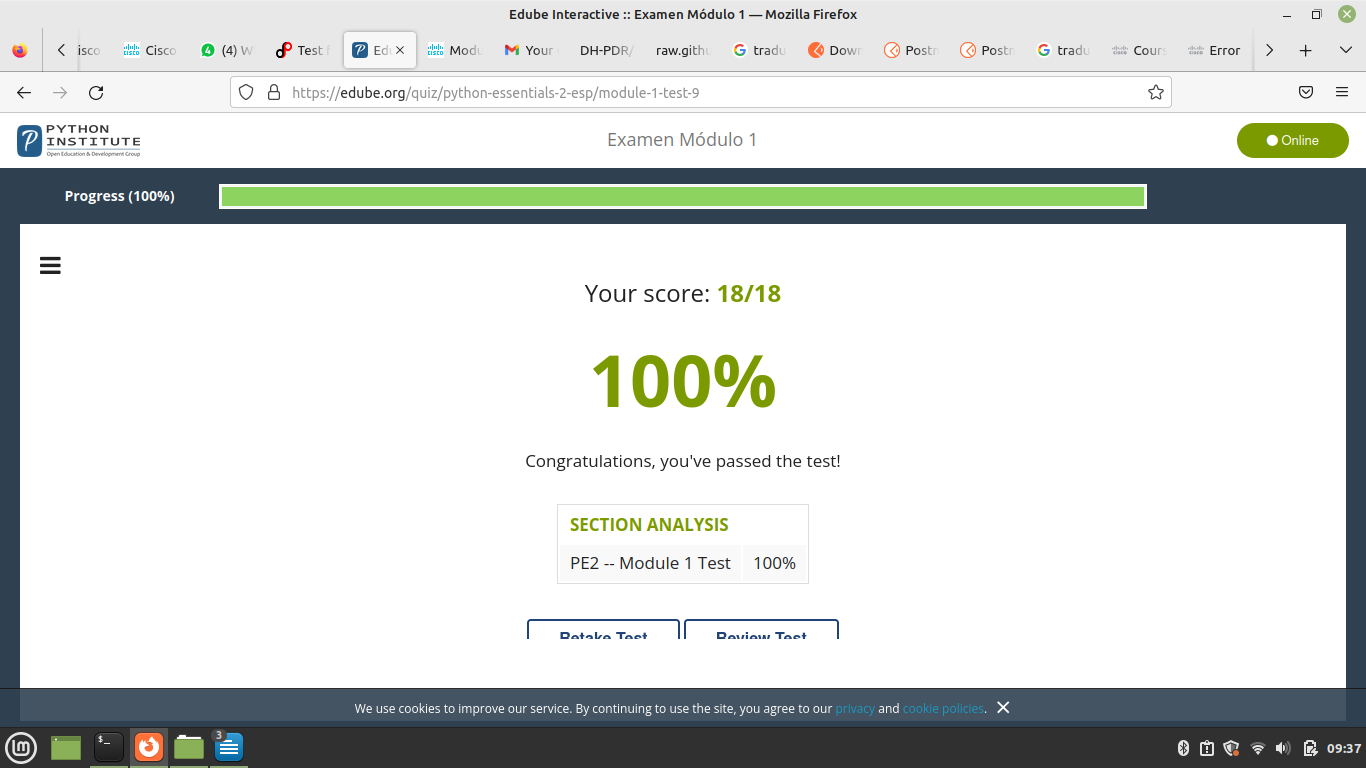 Edube Interactive :: Examen Módulo 1 — Mozilla Firefox
isco
Cisco
(4) W
Test f
Edu
Modu
Your
DH-PDR/
raw.githu
tradu
Down
Postm
Postm
tradu
Cours
Error
https://edube.org/quiz/python-essentials-2-esp/module-1-test-9
PYTHON
INSTITUTE
Open Education & Development Group
Examen Módulo 1
Online
Progress (100%)
Your score: 18/18
100%
Congratulations, you've passed the test!
SECTION ANALYSIS
PE2 -- Module 1 Test 100%
Retake Test Review Test
We use cookies to improve our service. By continuing to use the site, you agree to our privacy and cookie policies.
3
09:37